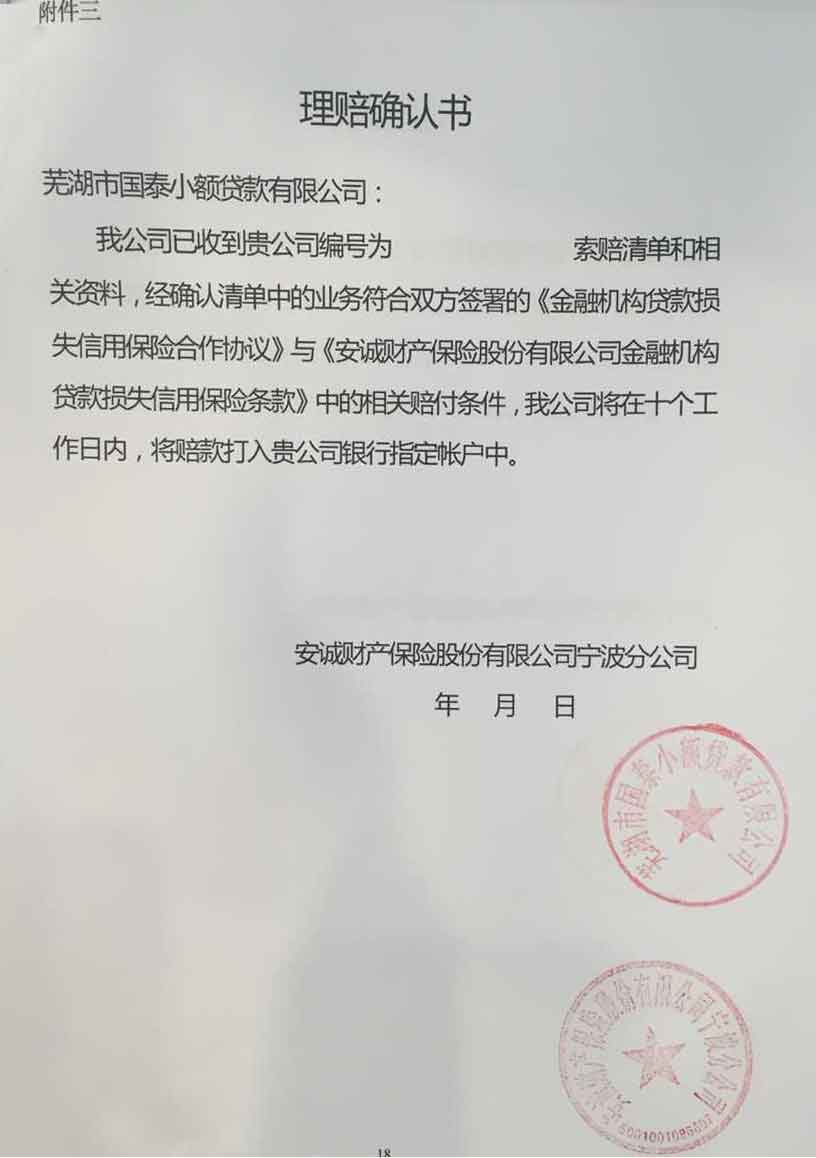 附件三
理赔确认书
芜湖市国泰小额贷款有限公司：
我公司已收到贵公司编号为 索赔清单和相
关资料，经确认清单中的业务符合双方签署的《金融机构贷款损
失信用保险合作协议》与《安诚财产保险股份有限公司金融机构
贷款损失信用保险条款》中的相关赔付条件，我公司将在十个工
作日内，将赔款打入贵公司银行指定帐户中。
安诚财产保险股份有限公司宁波分公司
年 月 日
芜湖市国泰小额贷款有限公司
安诚财产保险股份有限公司宁波分公司
18